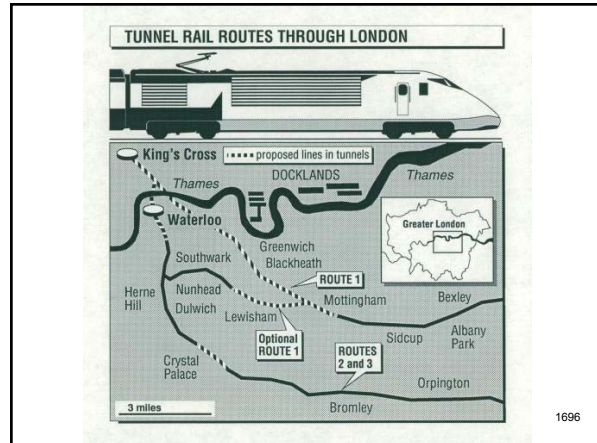 TUNNEL RAIL ROUTES THROUGH LONDON
King's Cross
proposed lines in tunnels
DOCKLANDS
Thames
Thames
Waterloo
Greater London
Southwark
Greenwich
Blackheath
ROUTE 1
Herne
Hill
Nunhead
Dulwich
Lewisham
Mottingham
Bexley
Optional
ROUTE 1
Sidcup
Albany
Park
Crystal
Palace
ROUTES
2 and 3
Orpington
Bromley
3 miles
1696